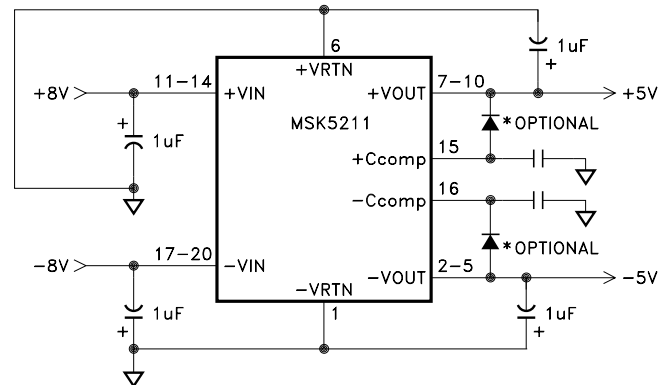 6
+VRTN
1uF
+
11-14
7-10
+8V
+VIN
+VOUT
+5V
MSK5211
+
1uF
*OPTIONAL
15
+Ccomp
16
-Ccomp
*OPTIONAL
17-20
2-5
-8V
-VIN
-VOUT
-5V
-VRTN
1
1uF
+
1uF
+